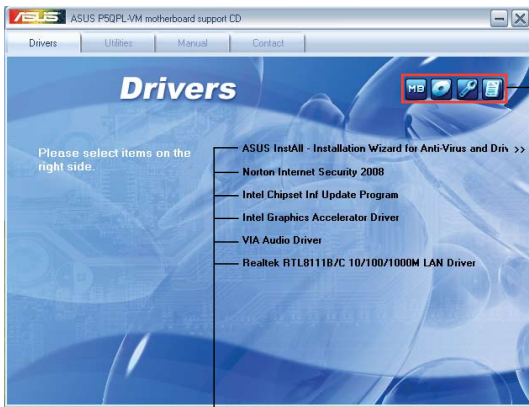 ASUS ASUS P5QPL-VM motherboard support CD
Drivers Utilities Manual Contact
Drivers
MB
Please select items on the
right side.
ASUS InstAll - Installation Wizard for Anti-Virus and Driv >>
Norton Internet Security 2008
Intel Chipset Inf Update Program
Intel Graphics Accelerator Driver
VIA Audio Driver
Realtek RTL8111B/C 10/100/1000M LAN Driver